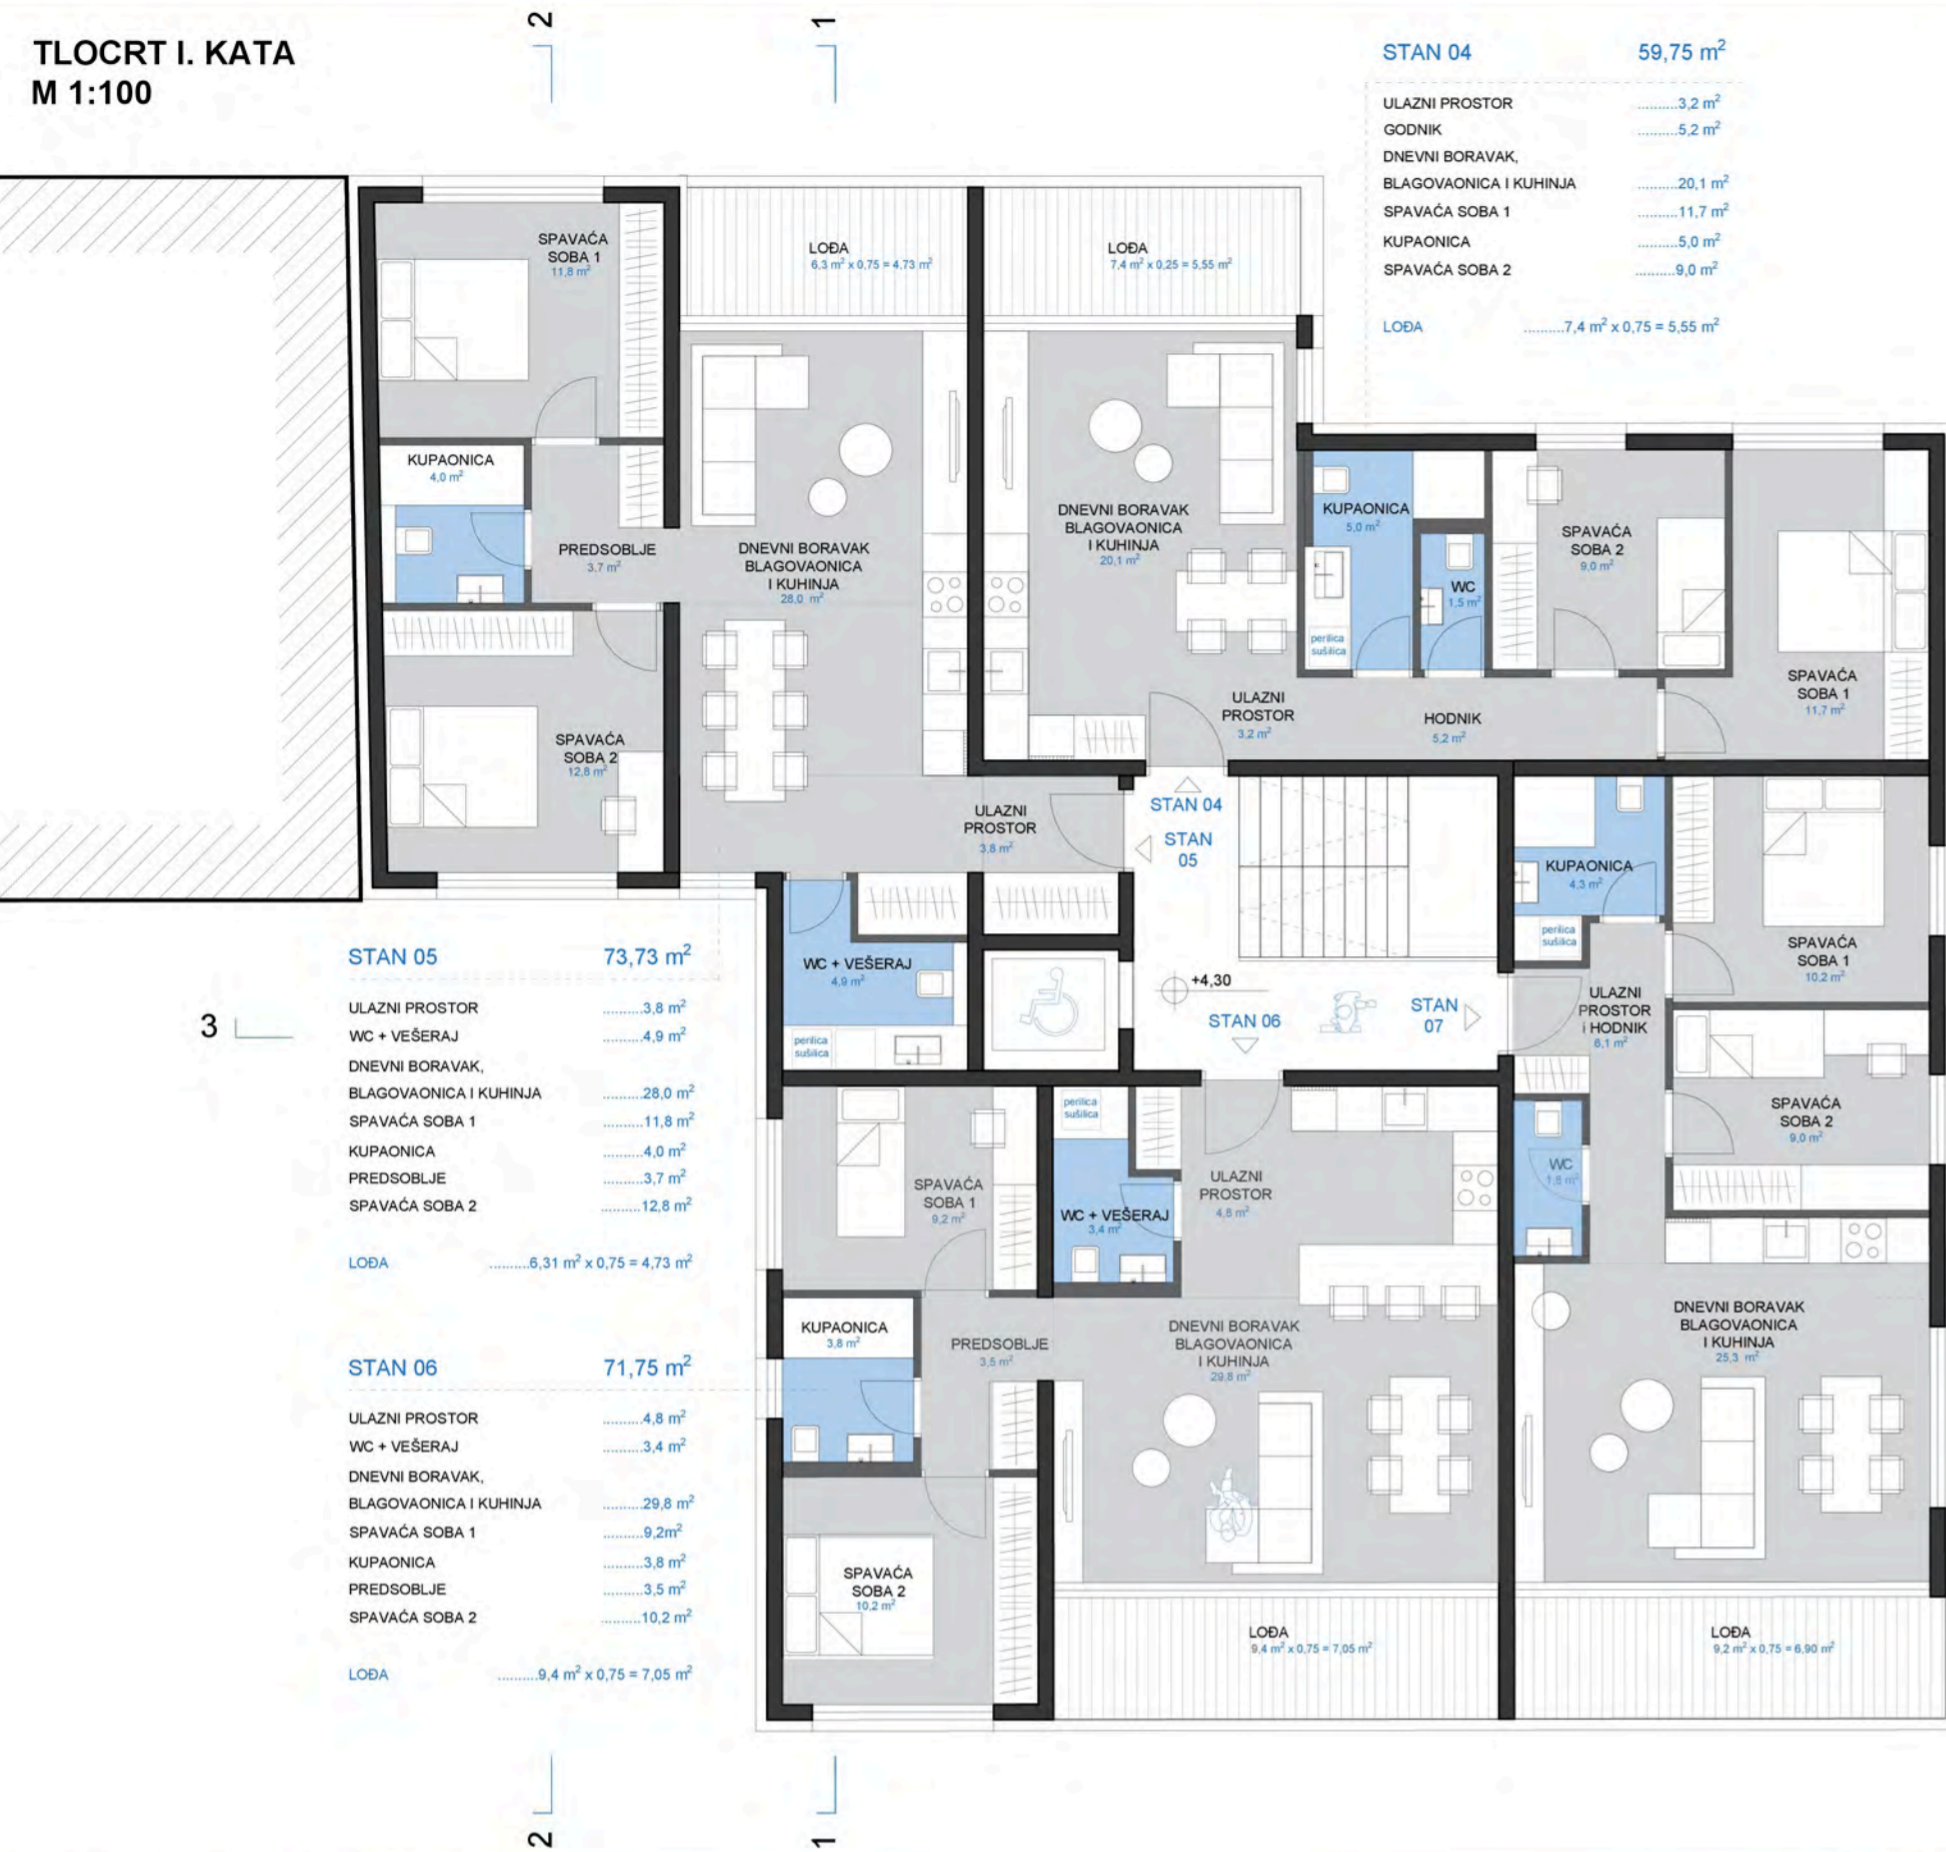 TLOCRT I. KATA
M 1:100
2
1
STAN 04 59,75 m²
ULAZNI PROSTOR ..........3,2 m²
GODNIK ..........5,2 m²
DNEVNI BORAVAK,
BLAGOVAONICA I KUHINJA ..........20,1 m²
SPAVAĆA SOBA 1 ..........11,7 m²
KUPAONICA ..........5,0 m²
SPAVAĆA SOBA 2 ..........9,0 m²
LOĐA ..........7,4 m² x 0,75 = 5,55 m²
SPAVAĆA
SOBA 1
11,8 m²
LOĐA
6,3 m² x 0,75 = 4,73 m²
LOĐA
7,4 m² x 0,25 = 5,55 m²
KUPAONICA
4,0 m²
PREDSOBLJE
3,7 m²
DNEVNI BORAVAK
BLAGOVAONICA
I KUHINJA
28,0 m²
DNEVNI BORAVAK
BLAGOVAONICA
I KUHINJA
20,1 m²
KUPAONICA
5,0 m²
perilica
sušilica
WC
1,5 m²
SPAVAĆA
SOBA 2
9,0 m²
SPAVAĆA
SOBA 1
11,7 m²
SPAVAĆA
SOBA 2
12,8 m²
ULAZNI
PROSTOR
3,2 m²
HODNIK
5,2 m²
ULAZNI
PROSTOR
3,8 m²
STAN 04
STAN
05
KUPAONICA
4,3 m²
perilica
sušilica
SPAVAĆA
SOBA 1
10,2 m²
WC + VEŠERAJ
4,9 m²
perilica
sušilica
+4,30
STAN 06
STAN
07
ULAZNI
PROSTOR
i HODNIK
6,1 m²
SPAVAĆA
SOBA 2
9,0 m²
STAN 05 73,73 m²
ULAZNI PROSTOR ..........3,8 m²
WC + VEŠERAJ ..........4,9 m²
DNEVNI BORAVAK,
BLAGOVAONICA I KUHINJA ..........28,0 m²
SPAVAĆA SOBA 1 ..........11,8 m²
KUPAONICA ..........4,0 m²
PREDSOBLJE ..........3,7 m²
SPAVAĆA SOBA 2 ..........12,8 m²
LOĐA ..........6,31 m² x 0,75 = 4,73 m²
3
SPAVAĆA
SOBA 1
9,2 m²
perilica
sušilica
WC + VEŠERAJ
3,4 m²
ULAZNI
PROSTOR
4,8 m²
WC
1,8 m²
KUPAONICA
3,8 m²
PREDSOBLJE
3,5 m²
DNEVNI BORAVAK
BLAGOVAONICA
I KUHINJA
29,8 m²
DNEVNI BORAVAK
BLAGOVAONICA
I KUHINJA
25,3 m²
STAN 06 71,75 m²
ULAZNI PROSTOR ..........4,8 m²
WC + VEŠERAJ ..........3,4 m²
DNEVNI BORAVAK,
BLAGOVAONICA I KUHINJA ..........29,8 m²
SPAVAĆA SOBA 1 ..........9,2m²
KUPAONICA ..........3,8 m²
PREDSOBLJE ..........3,5 m²
SPAVAĆA SOBA 2 ..........10,2 m²
LOĐA ..........9,4 m² x 0,75 = 7,05 m²
SPAVAĆA
SOBA 2
10,2 m²
LOĐA
9,4 m² x 0,75 = 7,05 m²
LOĐA
9,2 m² x 0,75 = 6,90 m²
2
1